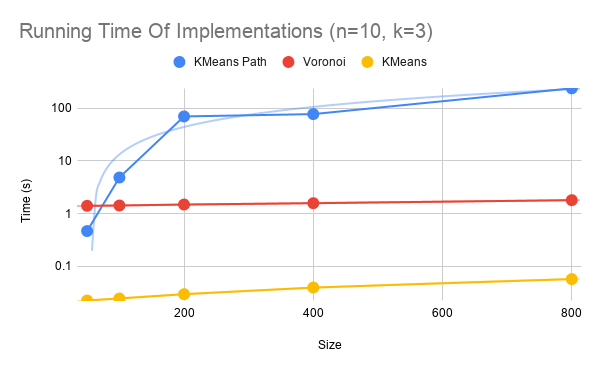 Running Time Of Implementations (n=10, k=3)
KMeans Path Voronoi KMeans
100
10
1
0.1
Time (s)
200 400 600 800
Size